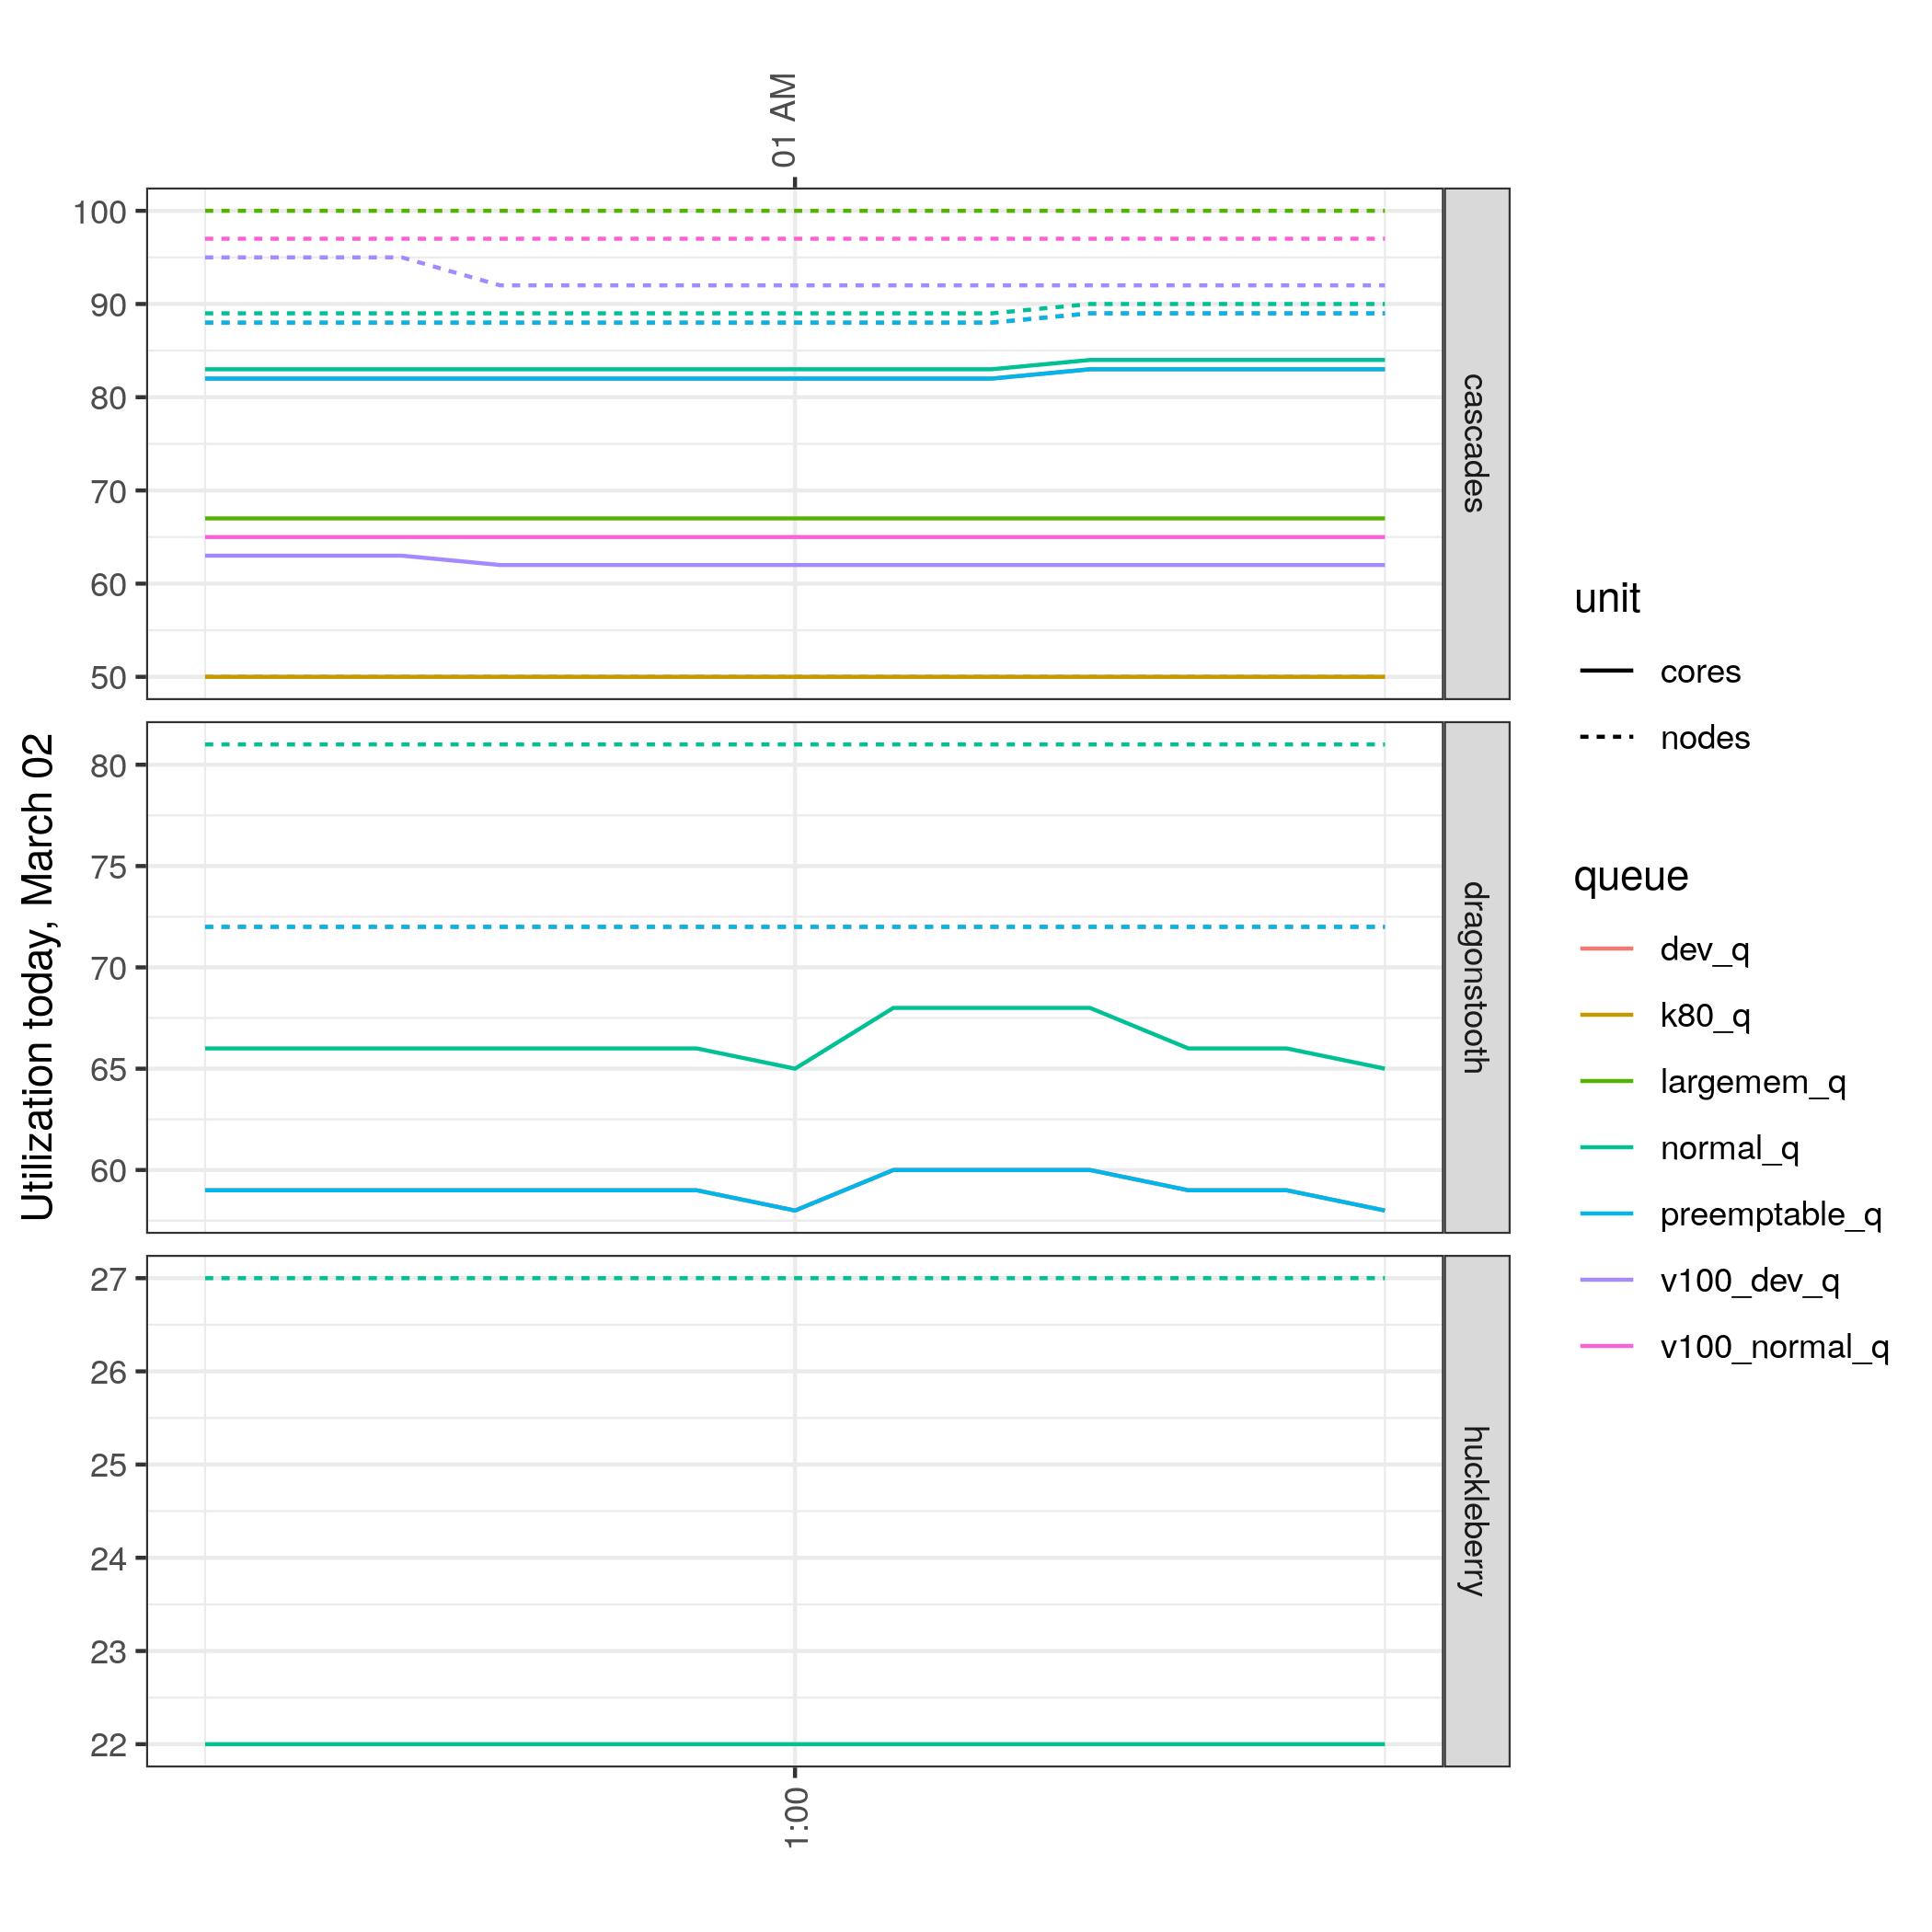 01 AM
100
90
80
70
60
50
cascades
80
75
70
65
60
dragonstooth
27
26
25
24
23
22
huckleberry
1:00
Utilization today, March 02
unit
cores
nodes
queue
dev_q
k80_q
largemem_q
normal_q
preemptable_q
v100_dev_q
v100_normal_q